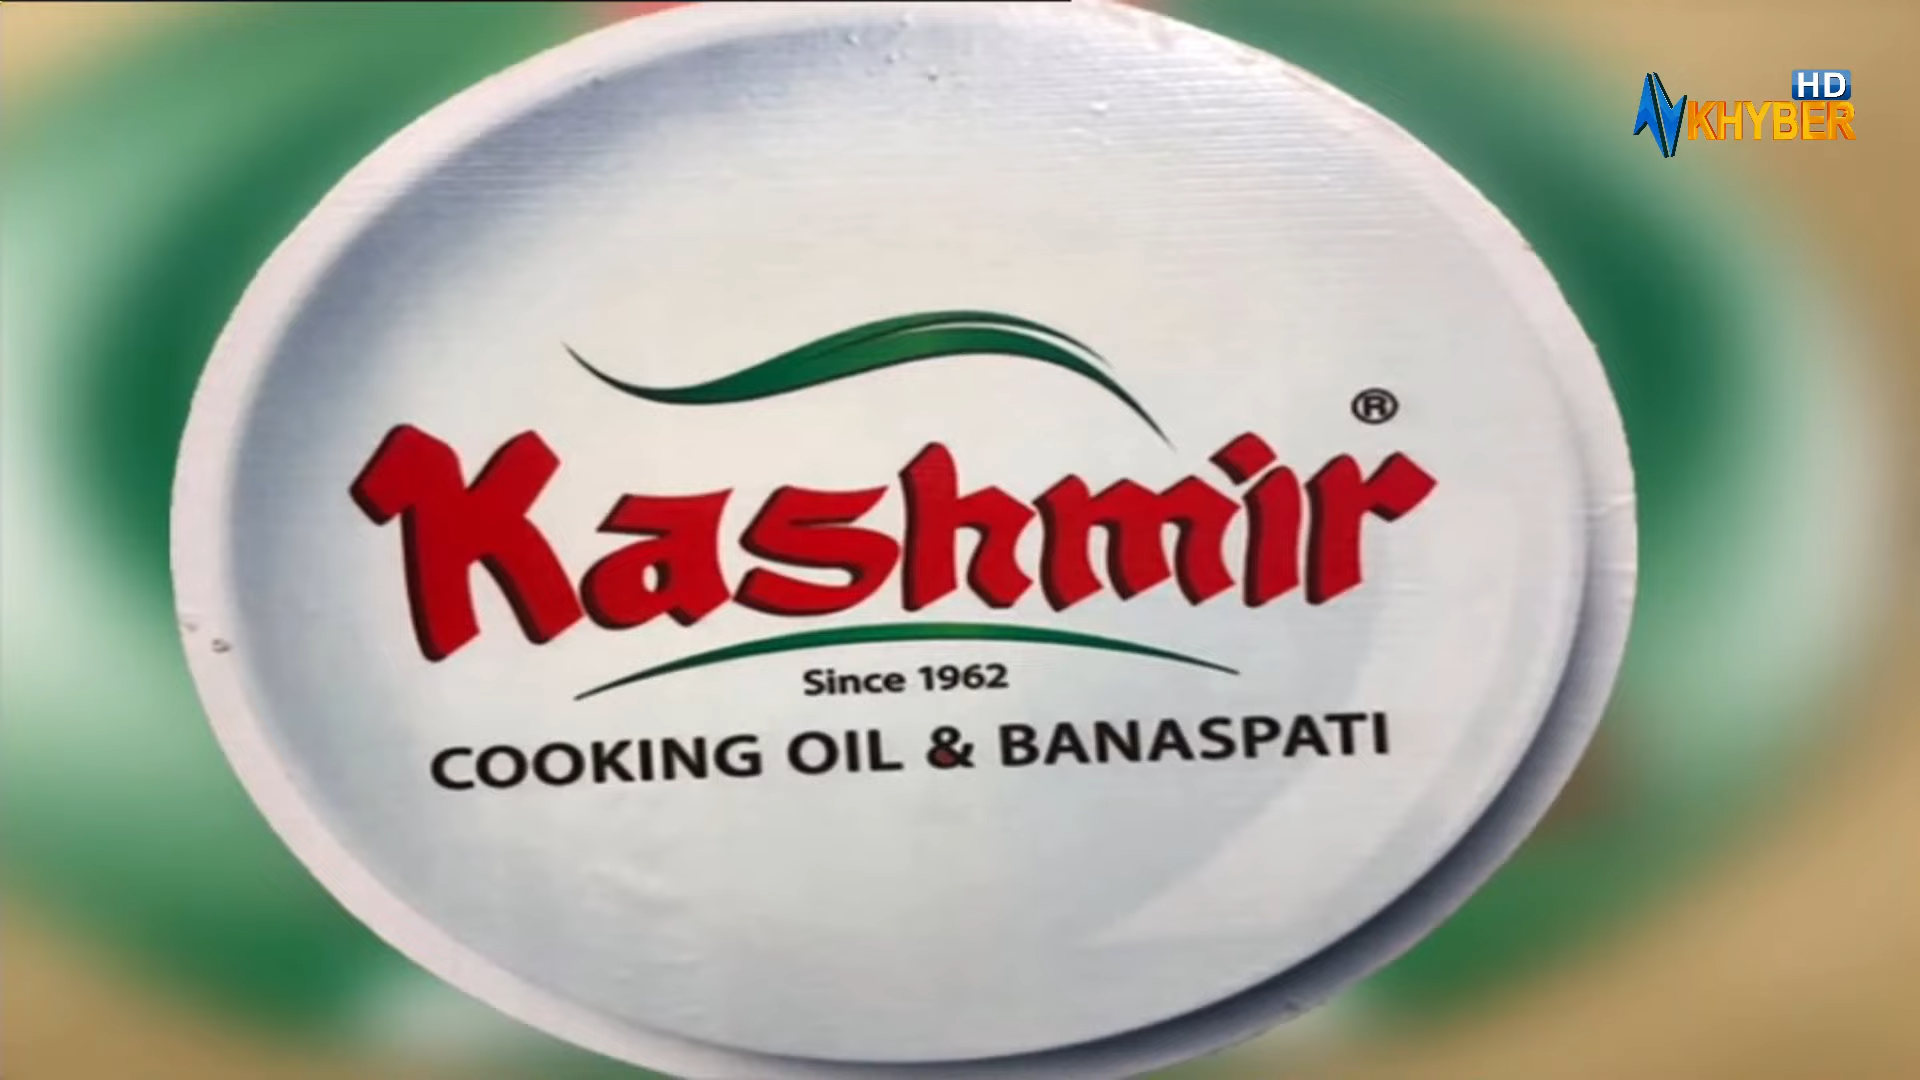 HD
KHYBER
Kashmir®
Since 1962
COOKING OIL & BANASPATI